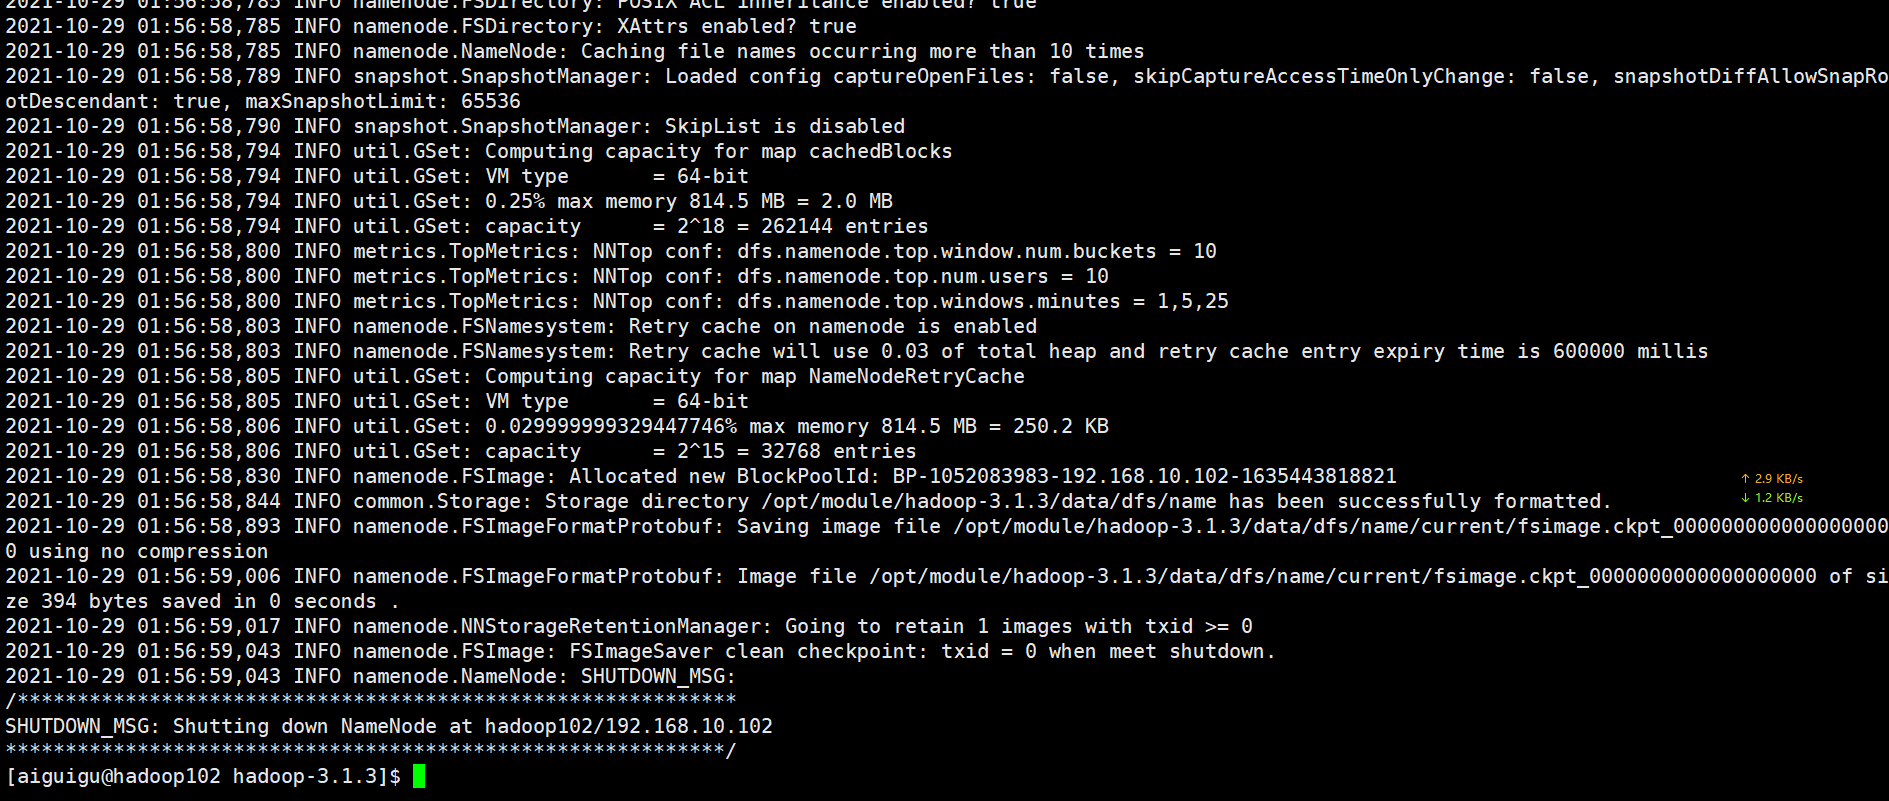 2021-10-29 01:56:58,785 INFO namenode.FSDirectory: POSIX ACL inheritance enabled? true
2021-10-29 01:56:58,785 INFO namenode.FSDirectory: XAttrs enabled? true
2021-10-29 01:56:58,785 INFO namenode.NameNode: Caching file names occurring more than 10 times
2021-10-29 01:56:58,789 INFO snapshot.SnapshotManager: Loaded config captureOpenFiles: false, skipCaptureAccessTimeOnlyChange: false, snapshotDiffAllowSnapRo
otDescendant: true, maxSnapshotLimit: 65536
2021-10-29 01:56:58,790 INFO snapshot.SnapshotManager: SkipList is disabled
2021-10-29 01:56:58,794 INFO util.GSet: Computing capacity for map cachedBlocks
2021-10-29 01:56:58,794 INFO util.GSet: VM type       = 64-bit
2021-10-29 01:56:58,794 INFO util.GSet: 0.25% max memory 814.5 MB = 2.0 MB
2021-10-29 01:56:58,794 INFO util.GSet: capacity      = 2^18 = 262144 entries
2021-10-29 01:56:58,800 INFO metrics.TopMetrics: NNTop conf: dfs.namenode.top.window.num.buckets = 10
2021-10-29 01:56:58,800 INFO metrics.TopMetrics: NNTop conf: dfs.namenode.top.num.users = 10
2021-10-29 01:56:58,800 INFO metrics.TopMetrics: NNTop conf: dfs.namenode.top.windows.minutes = 1,5,25
2021-10-29 01:56:58,803 INFO namenode.FSNamesystem: Retry cache on namenode is enabled
2021-10-29 01:56:58,803 INFO namenode.FSNamesystem: Retry cache will use 0.03 of total heap and retry cache entry expiry time is 600000 millis
2021-10-29 01:56:58,805 INFO util.GSet: Computing capacity for map NameNodeRetryCache
2021-10-29 01:56:58,805 INFO util.GSet: VM type       = 64-bit
2021-10-29 01:56:58,806 INFO util.GSet: 0.029999999329447746% max memory 814.5 MB = 250.2 KB
2021-10-29 01:56:58,806 INFO util.GSet: capacity      = 2^15 = 32768 entries
2021-10-29 01:56:58,830 INFO namenode.FSImage: Allocated new BlockPoolId: BP-1052083983-192.168.10.102-1635443818821
↑ 2.9 KB/s
2021-10-29 01:56:58,844 INFO common.Storage: Storage directory /opt/module/hadoop-3.1.3/data/dfs/name has been successfully formatted.
↓ 1.2 KB/s
2021-10-29 01:56:58,893 INFO namenode.FSImageFormatProtobuf: Saving image file /opt/module/hadoop-3.1.3/data/dfs/name/current/fsimage.ckpt_000000000000000000
0 using no compression
2021-10-29 01:56:59,006 INFO namenode.FSImageFormatProtobuf: Image file /opt/module/hadoop-3.1.3/data/dfs/name/current/fsimage.ckpt_0000000000000000000 of si
ze 394 bytes saved in 0 seconds .
2021-10-29 01:56:59,017 INFO namenode.NNStorageRetentionManager: Going to retain 1 images with txid >= 0
2021-10-29 01:56:59,043 INFO namenode.FSImage: FSImageSaver clean checkpoint: txid = 0 when meet shutdown.
2021-10-29 01:56:59,043 INFO namenode.NameNode: SHUTDOWN_MSG:
/************************************************************
SHUTDOWN_MSG: Shutting down NameNode at hadoop102/192.168.10.102
************************************************************/
[aiguigu@hadoop102 hadoop-3.1.3]$